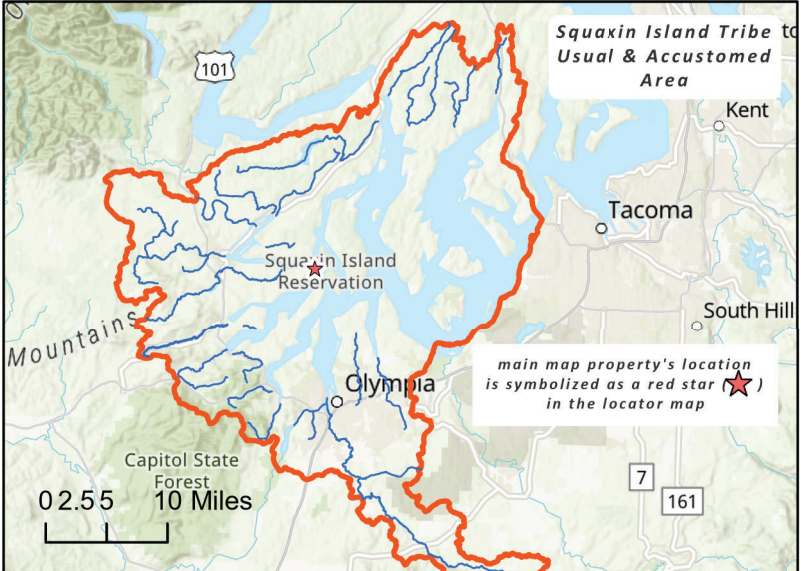 Squaxin Island Tribe
Usual & Accustomed
Area
to
101
Kent
Tacoma
Squaxin Island
Reservation
South Hill
Mountains
main map property's location
is symbolized as a red star ( )
in the locator map
Olympia
Capitol State
Forest
7
161
0 2.5 5 10 Miles